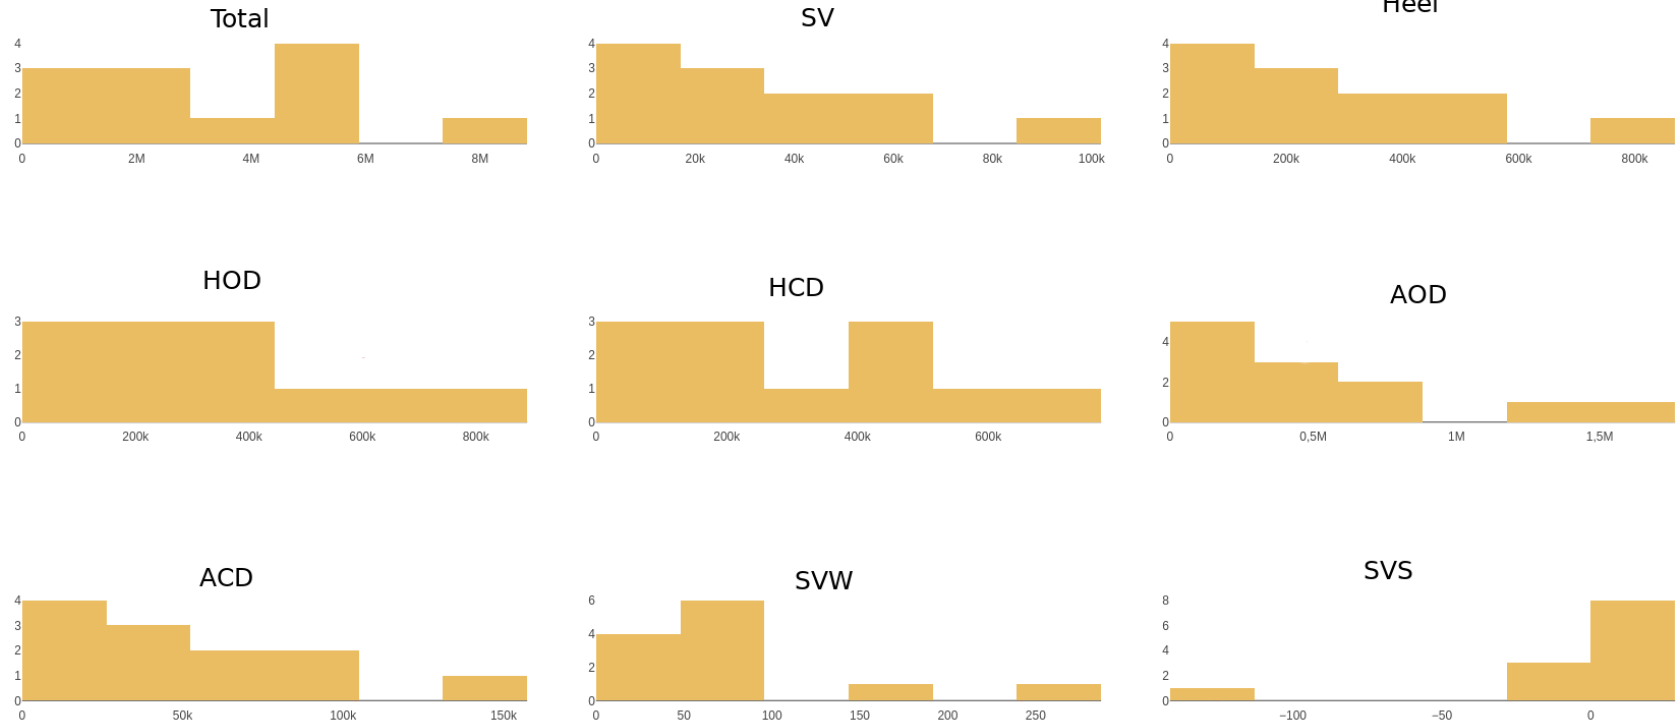 Total
SV
Heel
4
3
2
1
0
0 2M 4M 6M 8M
4
3
2
1
0
0 20k 40k 60k 80k 100k
4
3
2
1
0
0 200k 400k 600k 800k
HOD
HCD
AOD
3
2
1
0
0 200k 400k 600k 800k
3
2
1
0
0 200k 400k 600k
4
2
0
0 0,5M 1M 1,5M
ACD
SVW
SVS
4
3
2
1
0
0 50k 100k 150k
6
4
2
0
0 50 100 150 200 250
8
6
4
2
0
−100 −50 0